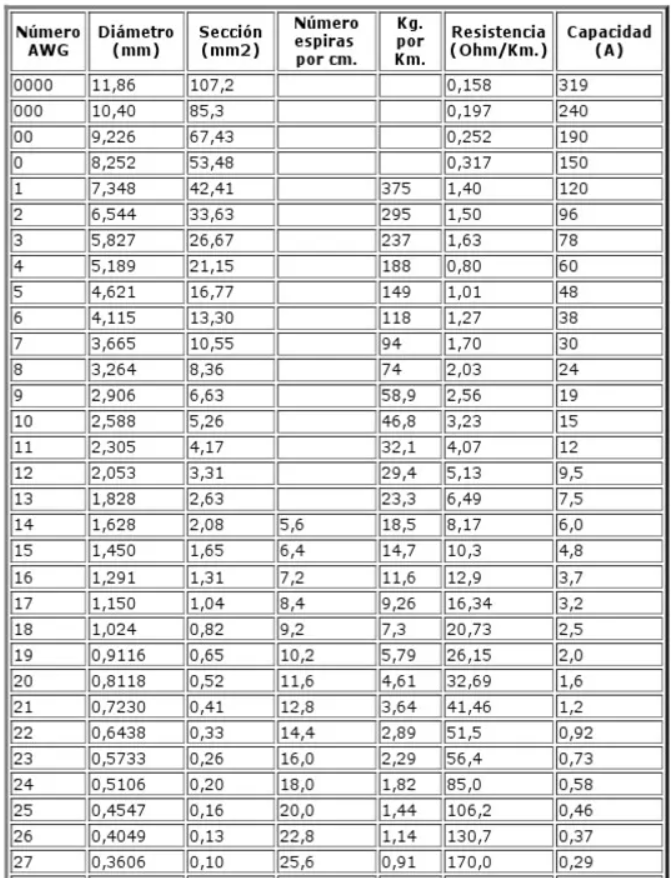 Número AWG Diámetro (mm) Sección (mm2) Número espiras por cm. Kg. por Km. Resistencia (Ohm/Km.) Capacidad (A)
0000 11,86 107,2 0,158 319
000 10,40 85,3 0,197 240
00 9,226 67,43 0,252 190
0 8,252 53,48 0,317 150
1 7,348 42,41 375 1,40 120
2 6,544 33,63 295 1,50 96
3 5,827 26,67 237 1,63 78
4 5,189 21,15 188 0,80 60
5 4,621 16,77 149 1,01 48
6 4,115 13,30 118 1,27 38
7 3,665 10,55 94 1,70 30
8 3,264 8,36 74 2,03 24
9 2,906 6,63 58,9 2,56 19
10 2,588 5,26 46,8 3,23 15
11 2,305 4,17 32,1 4,07 12
12 2,053 3,31 29,4 5,13 9,5
13 1,828 2,63 23,3 6,49 7,5
14 1,628 2,08 5,6 18,5 8,17 6,0
15 1,450 1,65 6,4 14,7 10,3 4,8
16 1,291 1,31 7,2 11,6 12,9 3,7
17 1,150 1,04 8,4 9,26 16,34 3,2
18 1,024 0,82 9,2 7,3 20,73 2,5
19 0,9116 0,65 10,2 5,79 26,15 2,0
20 0,8118 0,52 11,6 4,61 32,69 1,6
21 0,7230 0,41 12,8 3,64 41,46 1,2
22 0,6438 0,33 14,4 2,89 51,5 0,92
23 0,5733 0,26 16,0 2,29 56,4 0,73
24 0,5106 0,20 18,0 1,82 85,0 0,58
25 0,4547 0,16 20,0 1,44 106,2 0,46
26 0,4049 0,13 22,8 1,14 130,7 0,37
27 0,3606 0,10 25,6 0,91 170,0 0,29